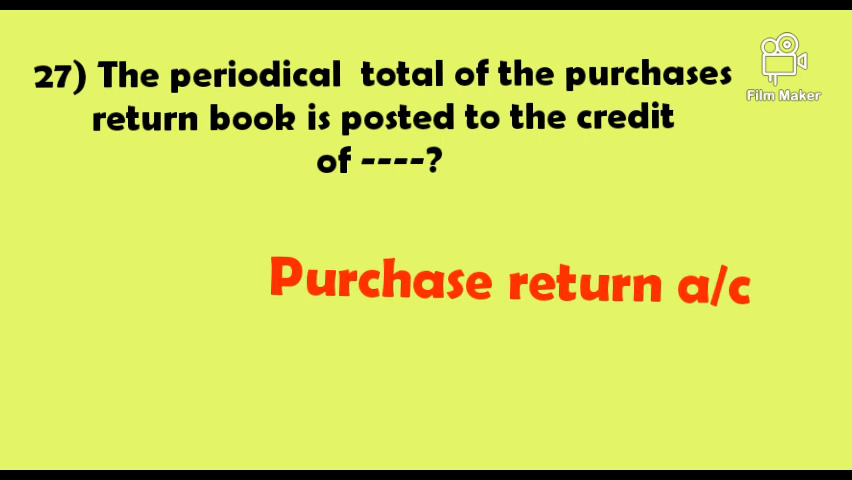 27) The periodical total of the purchases
return book is posted to the credit
of ----?
Purchase return a/c
Film Maker